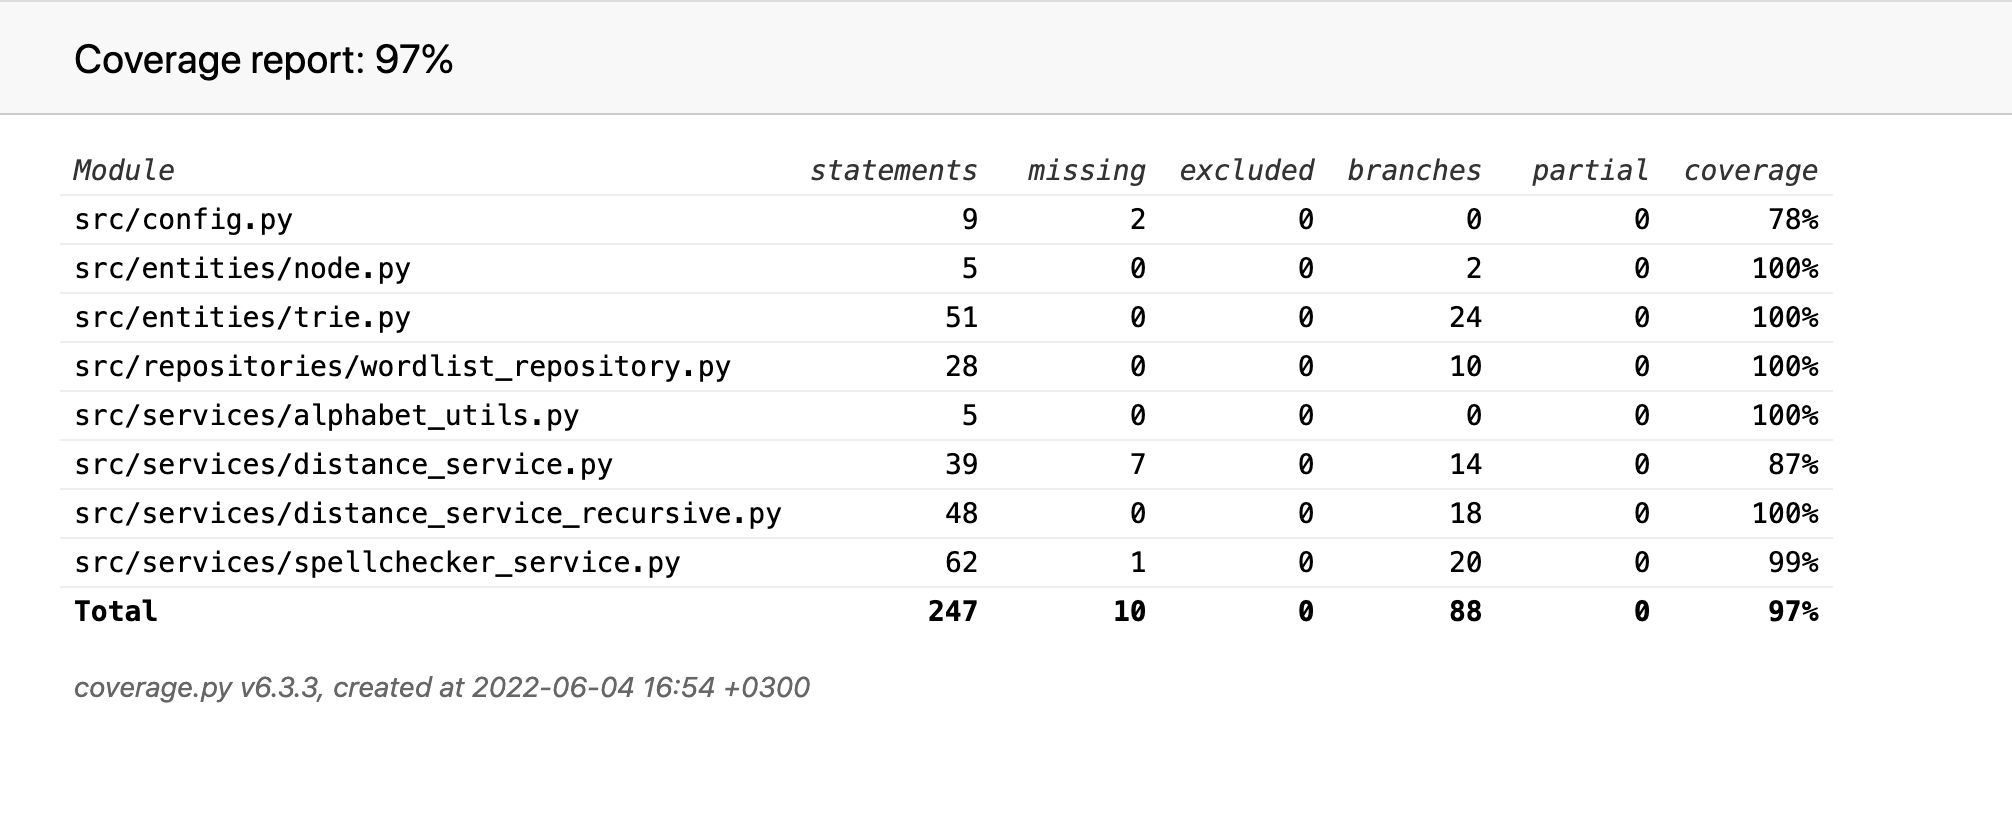 Coverage report: 97%
Module statements missing excluded branches partial coverage
src/config.py 9 2 0 0 0 78%
src/entities/node.py 5 0 0 2 0 100%
src/entities/trie.py 51 0 0 24 0 100%
src/repositories/wordlist_repository.py 28 0 0 10 0 100%
src/services/alphabet_utils.py 5 0 0 0 0 100%
src/services/distance_service.py 39 7 0 14 0 87%
src/services/distance_service_recursive.py 48 0 0 18 0 100%
src/services/spellchecker_service.py 62 1 0 20 0 99%
Total 247 10 0 88 0 97%
coverage.py v6.3.3, created at 2022-06-04 16:54 +0300